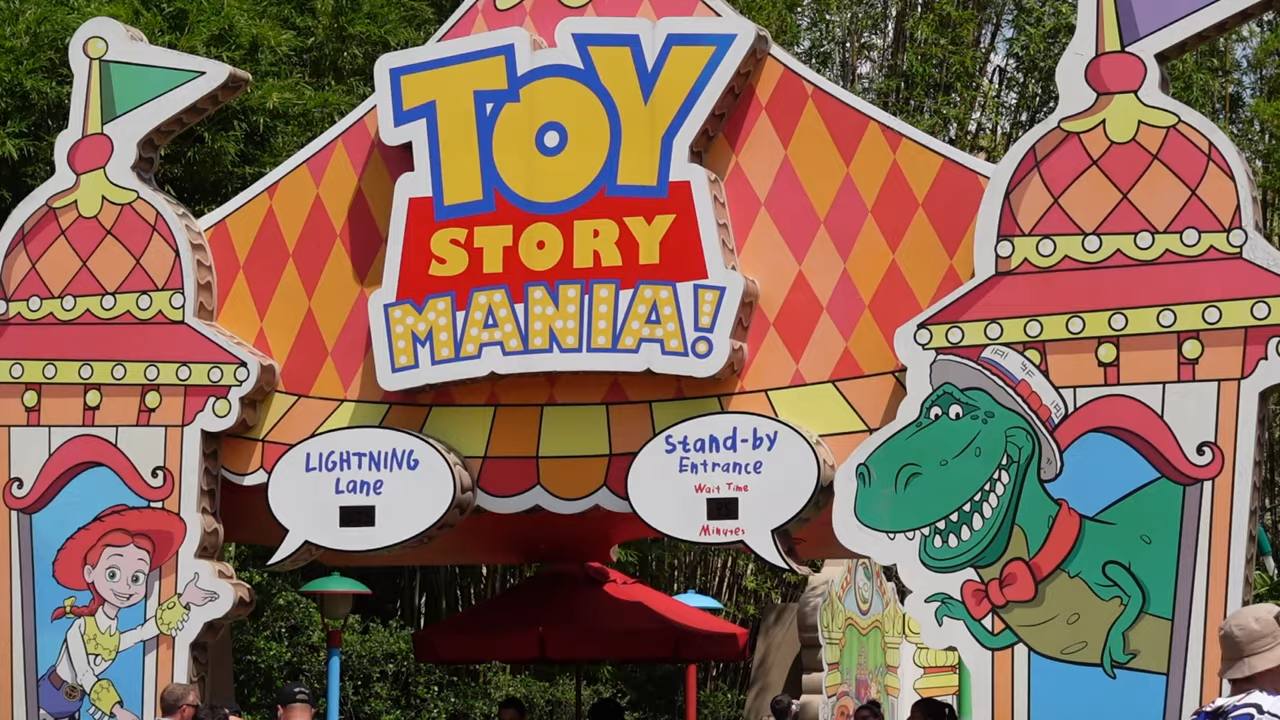 TOY
STORY
MANIA!
LIGHTNING
Lane
Stand-by
Entrance
Wait Time
Minutes